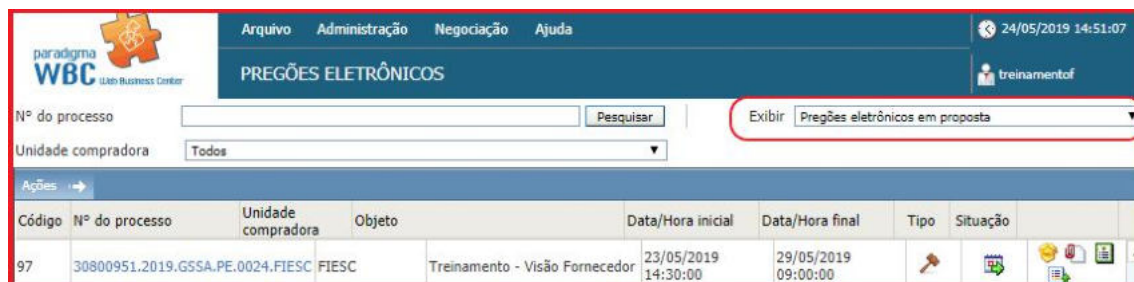 paradigma
WBC Web Business Center
Arquivo Administração Negociação Ajuda
24/05/2019 14:51:07
PREGÕES ELETRÔNICOS
treinamentof
Nº do processo Pesquisar Exibir Pregões eletrônicos em proposta
Unidade compradora Todos
Ações
Código Nº do processo Unidade compradora Objeto Data/Hora inicial Data/Hora final Tipo Situação
97 30800951.2019.GSSA.PE.0024.FIESC FIESC Treinamento - Visão Fornecedor 23/05/2019 14:30:00 29/05/2019 09:00:00